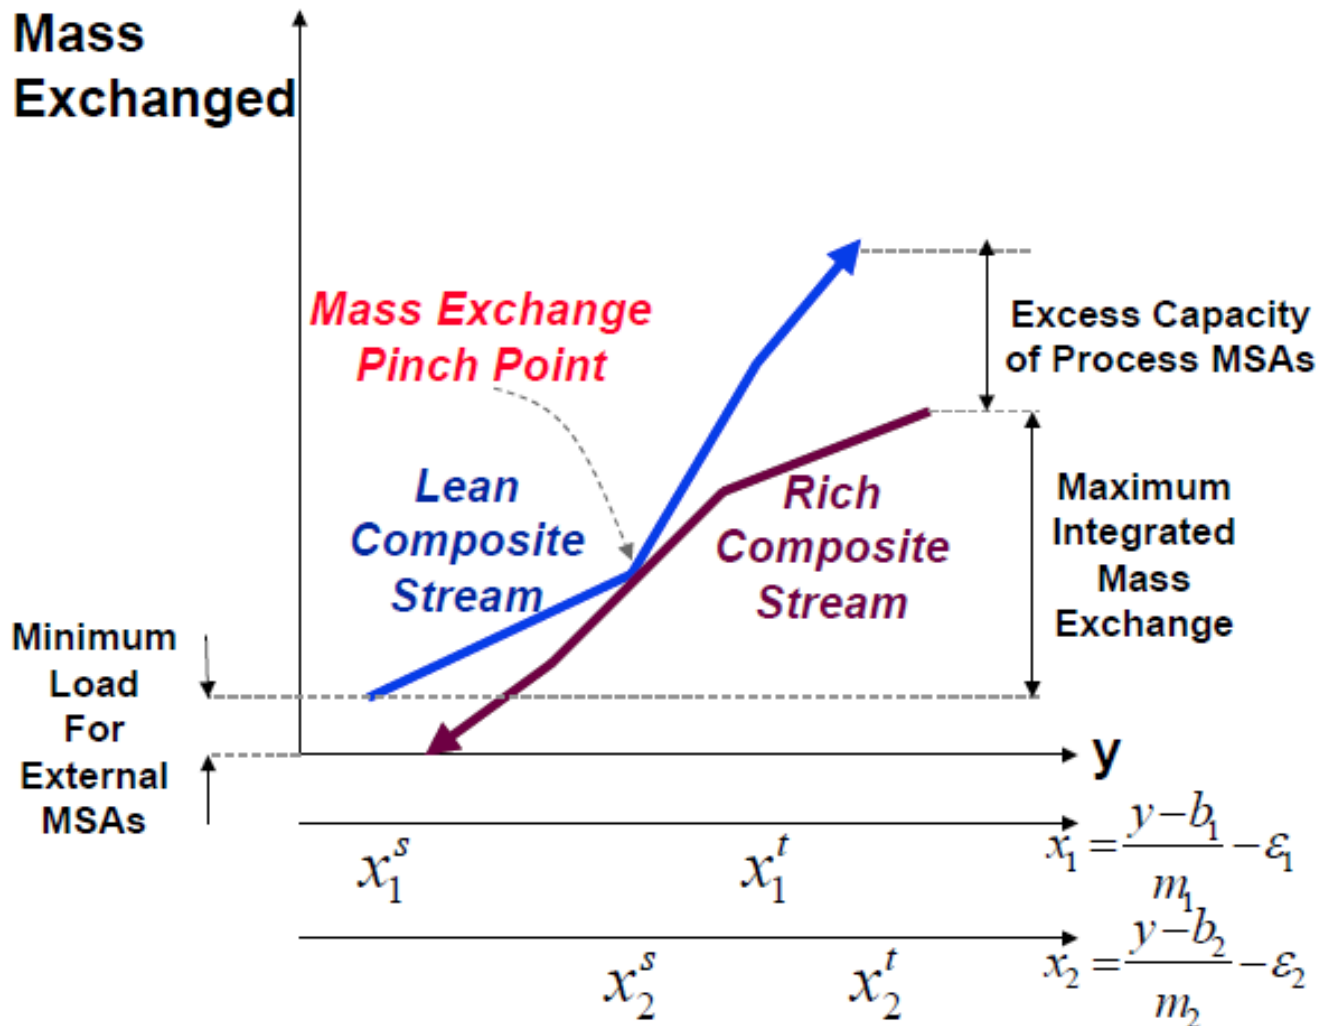 Mass
Exchanged
Mass Exchange
Pinch Point
Excess Capacity
of Process MSAs
Lean
Composite
Stream
Rich
Composite
Stream
Maximum
Integrated
Mass
Exchange
Minimum
Load
For
External
MSAs
y
x_1^s
x_1^t
x_1 = \frac{y-b_1}{m_1} - ε_1
x_2^s
x_2^t
x_2 = \frac{y-b_2}{m_2} - ε_2